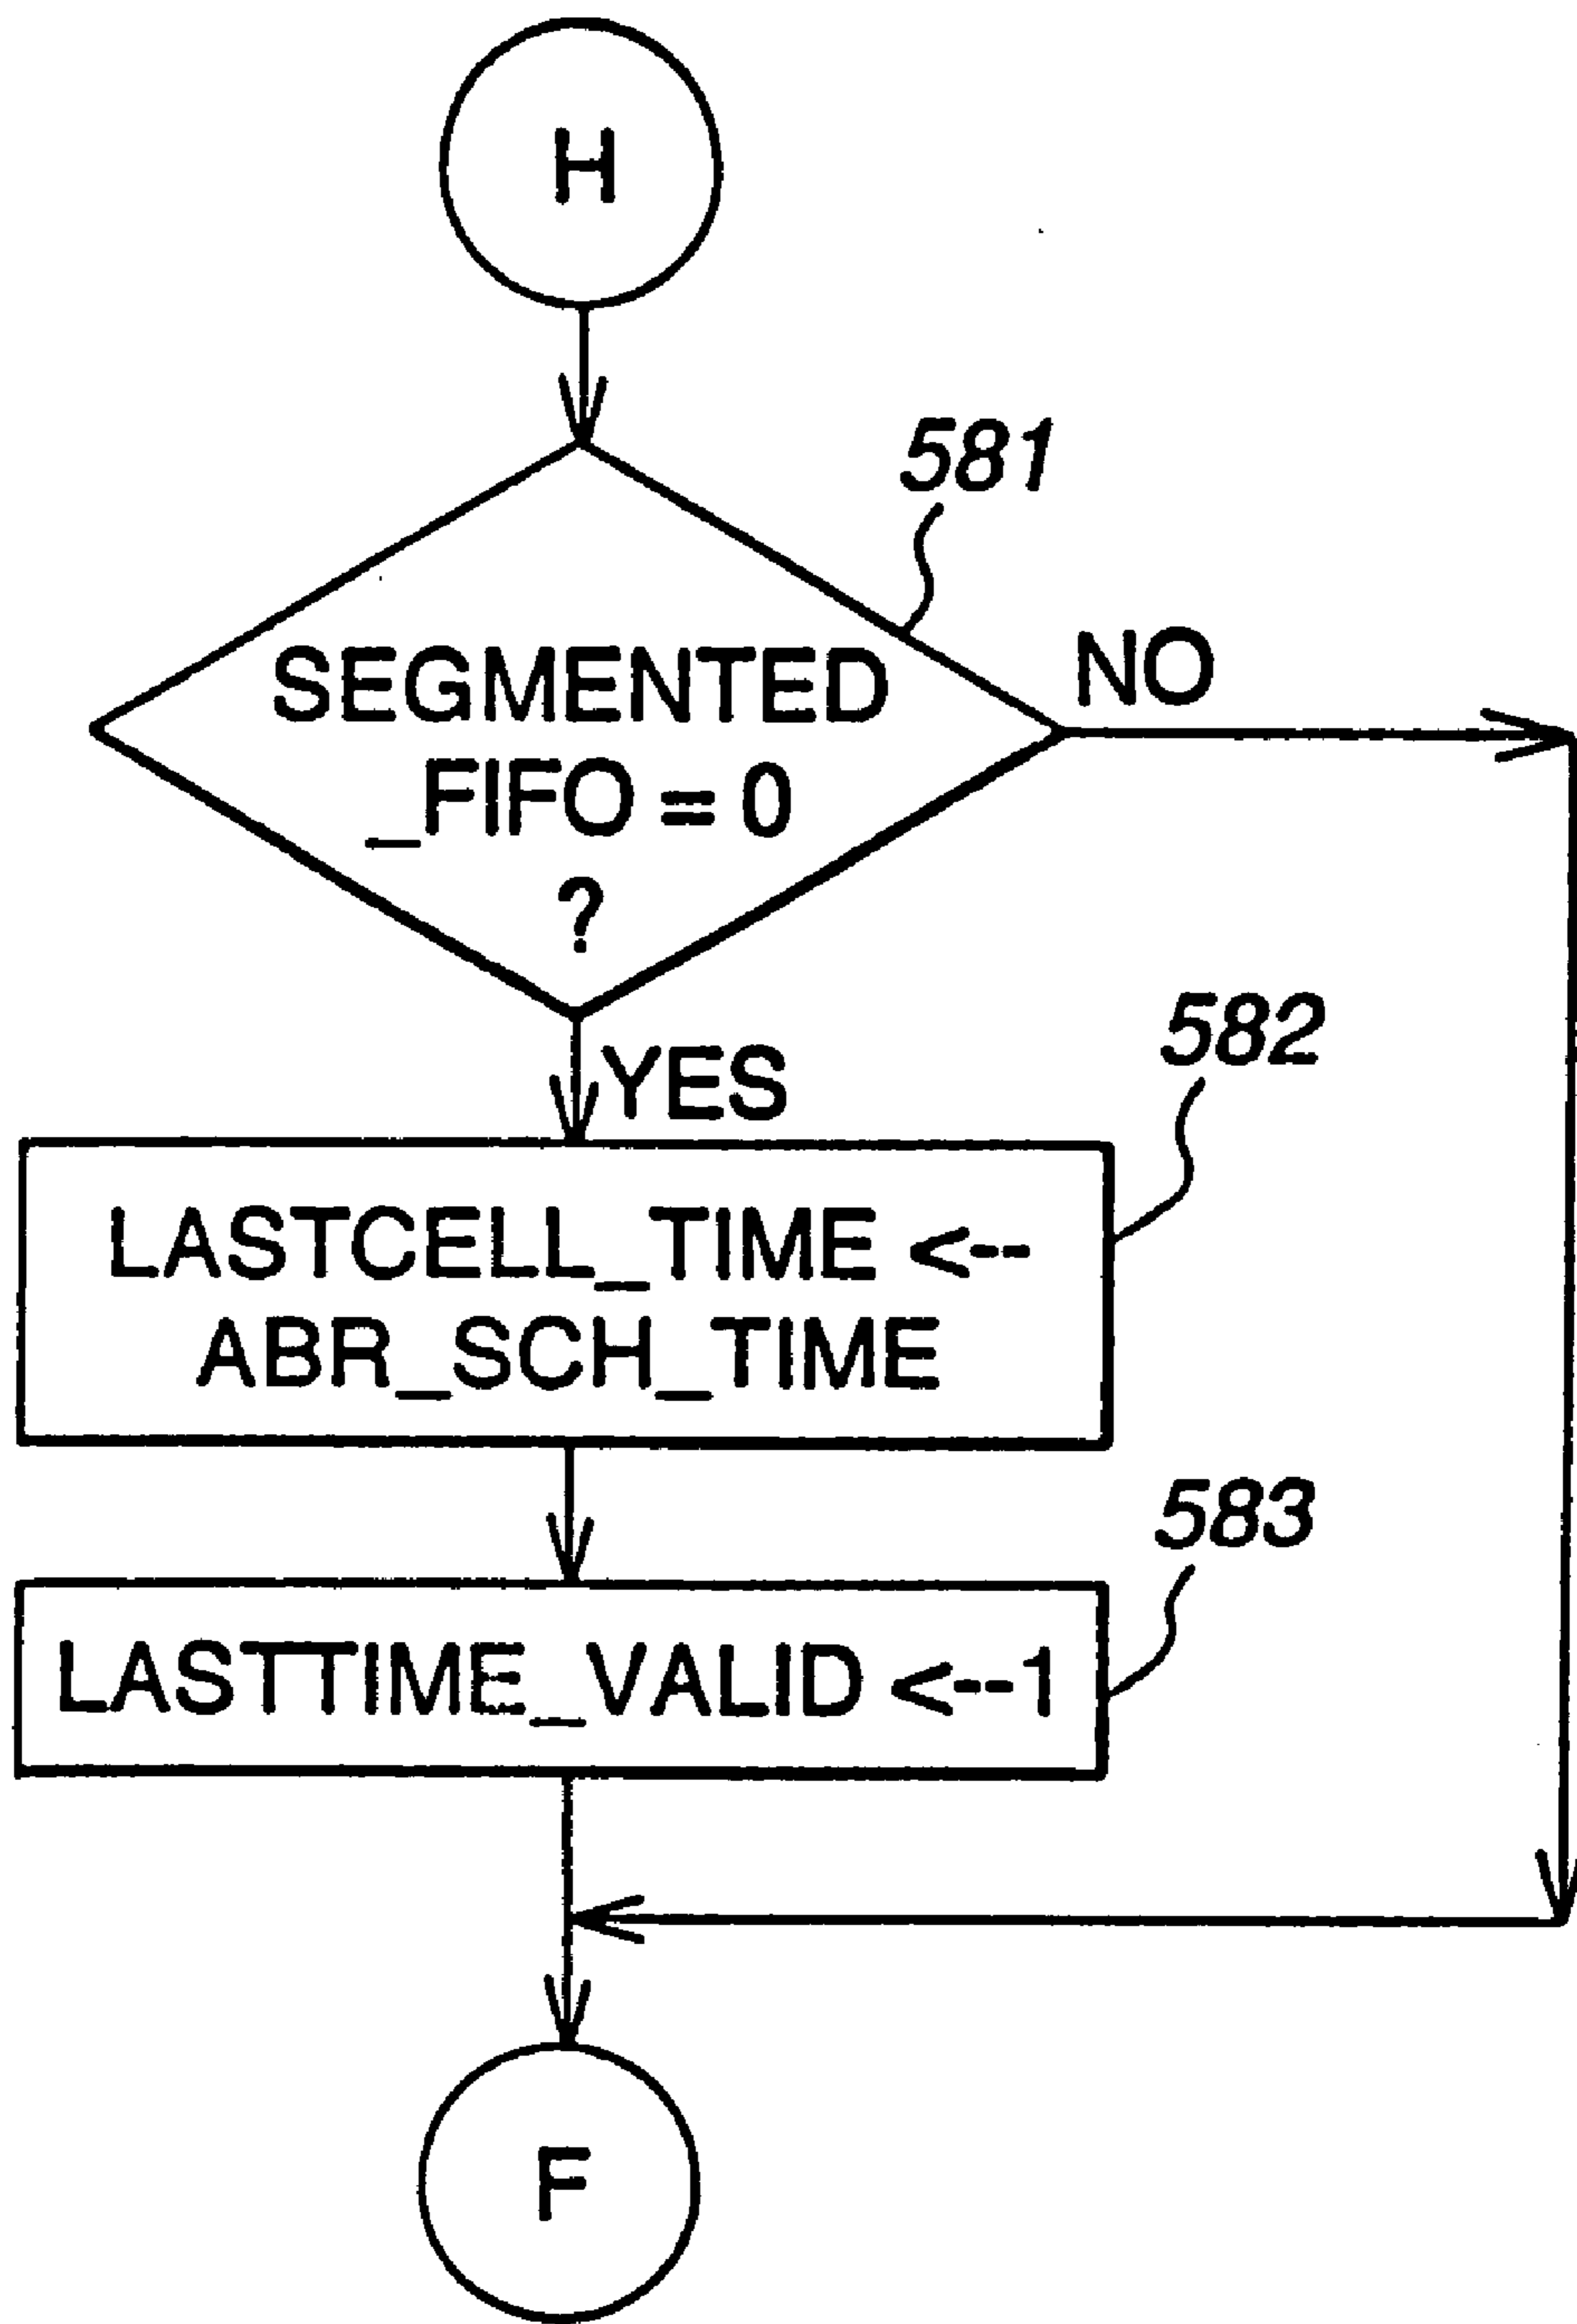 H
581
SEGMENTED
_FIFO = 0
?
NO
YES
582
LASTCELL_TIME <--
ABR_SCH_TIME
583
LASTTIME_VALID <--1
F